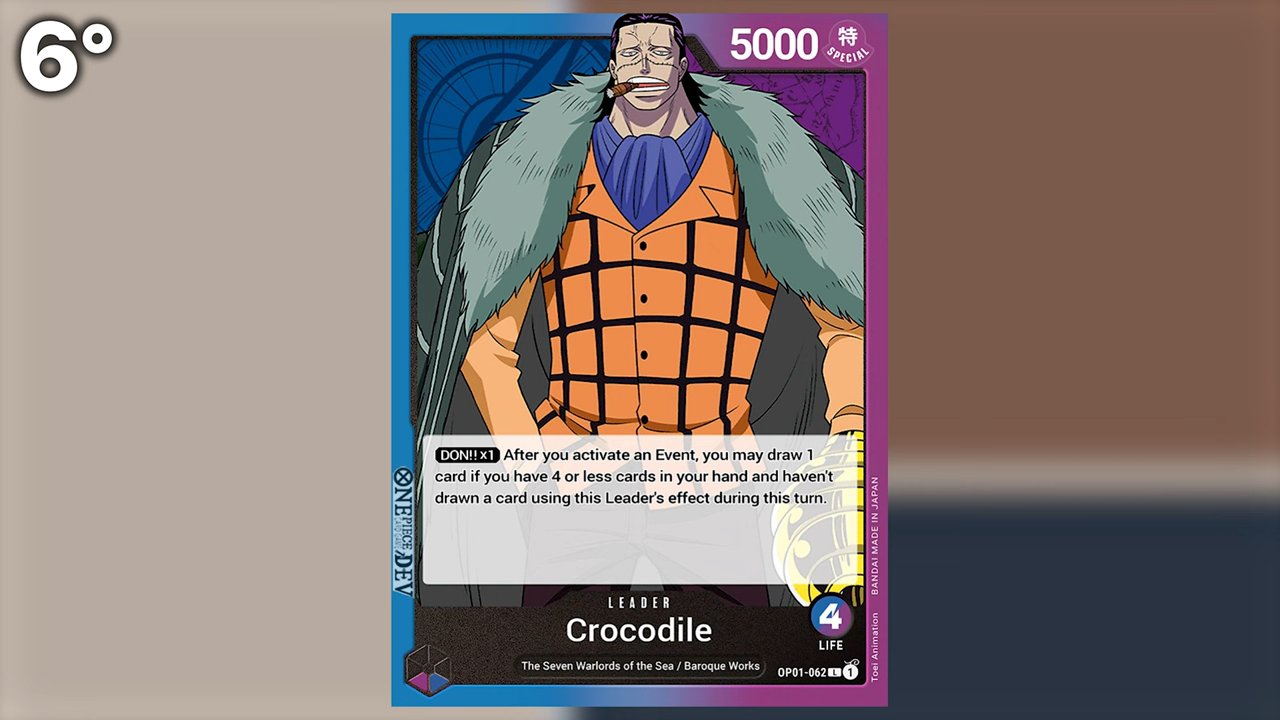 6°
5000
特
SPECIAL
DON!! x1 After you activate an Event, you may draw 1
card if you have 4 or less cards in your hand and haven't
drawn a card using this Leader's effect during this turn.
ONE PIECE
CARD GAME
DEV
LEADER
Crocodile
4
LIFE
The Seven Warlords of the Sea / Baroque Works
OP01-062 L 1
Toei Animation BANDAI MADE IN JAPAN